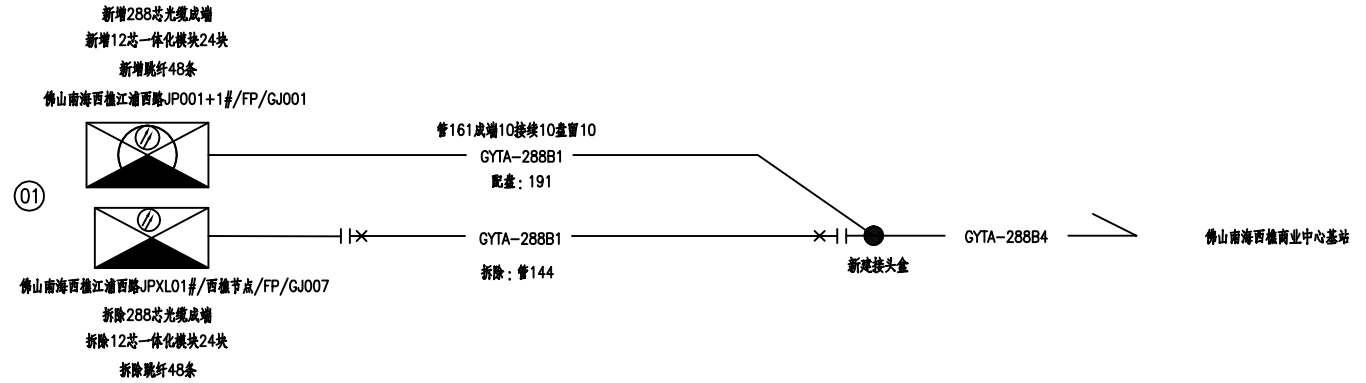 新增288芯光缆成端
新增12芯一体化模块24块
新增跳纤48条
佛山南海西樵江浦西路JP001+1#/FP/GJ001
管161成端10接续10盘留10
GYTA-288B1
配盘：191
01
GYTA-288B1
GYTA-288B4
佛山南海西樵商业中心基站
新建接头盒
拆除：管144
佛山南海西樵江浦西路JPXL01#/西樵节点/FP/GJ007
拆除288芯光缆成端
拆除12芯一体化模块24块
拆除跳纤48条